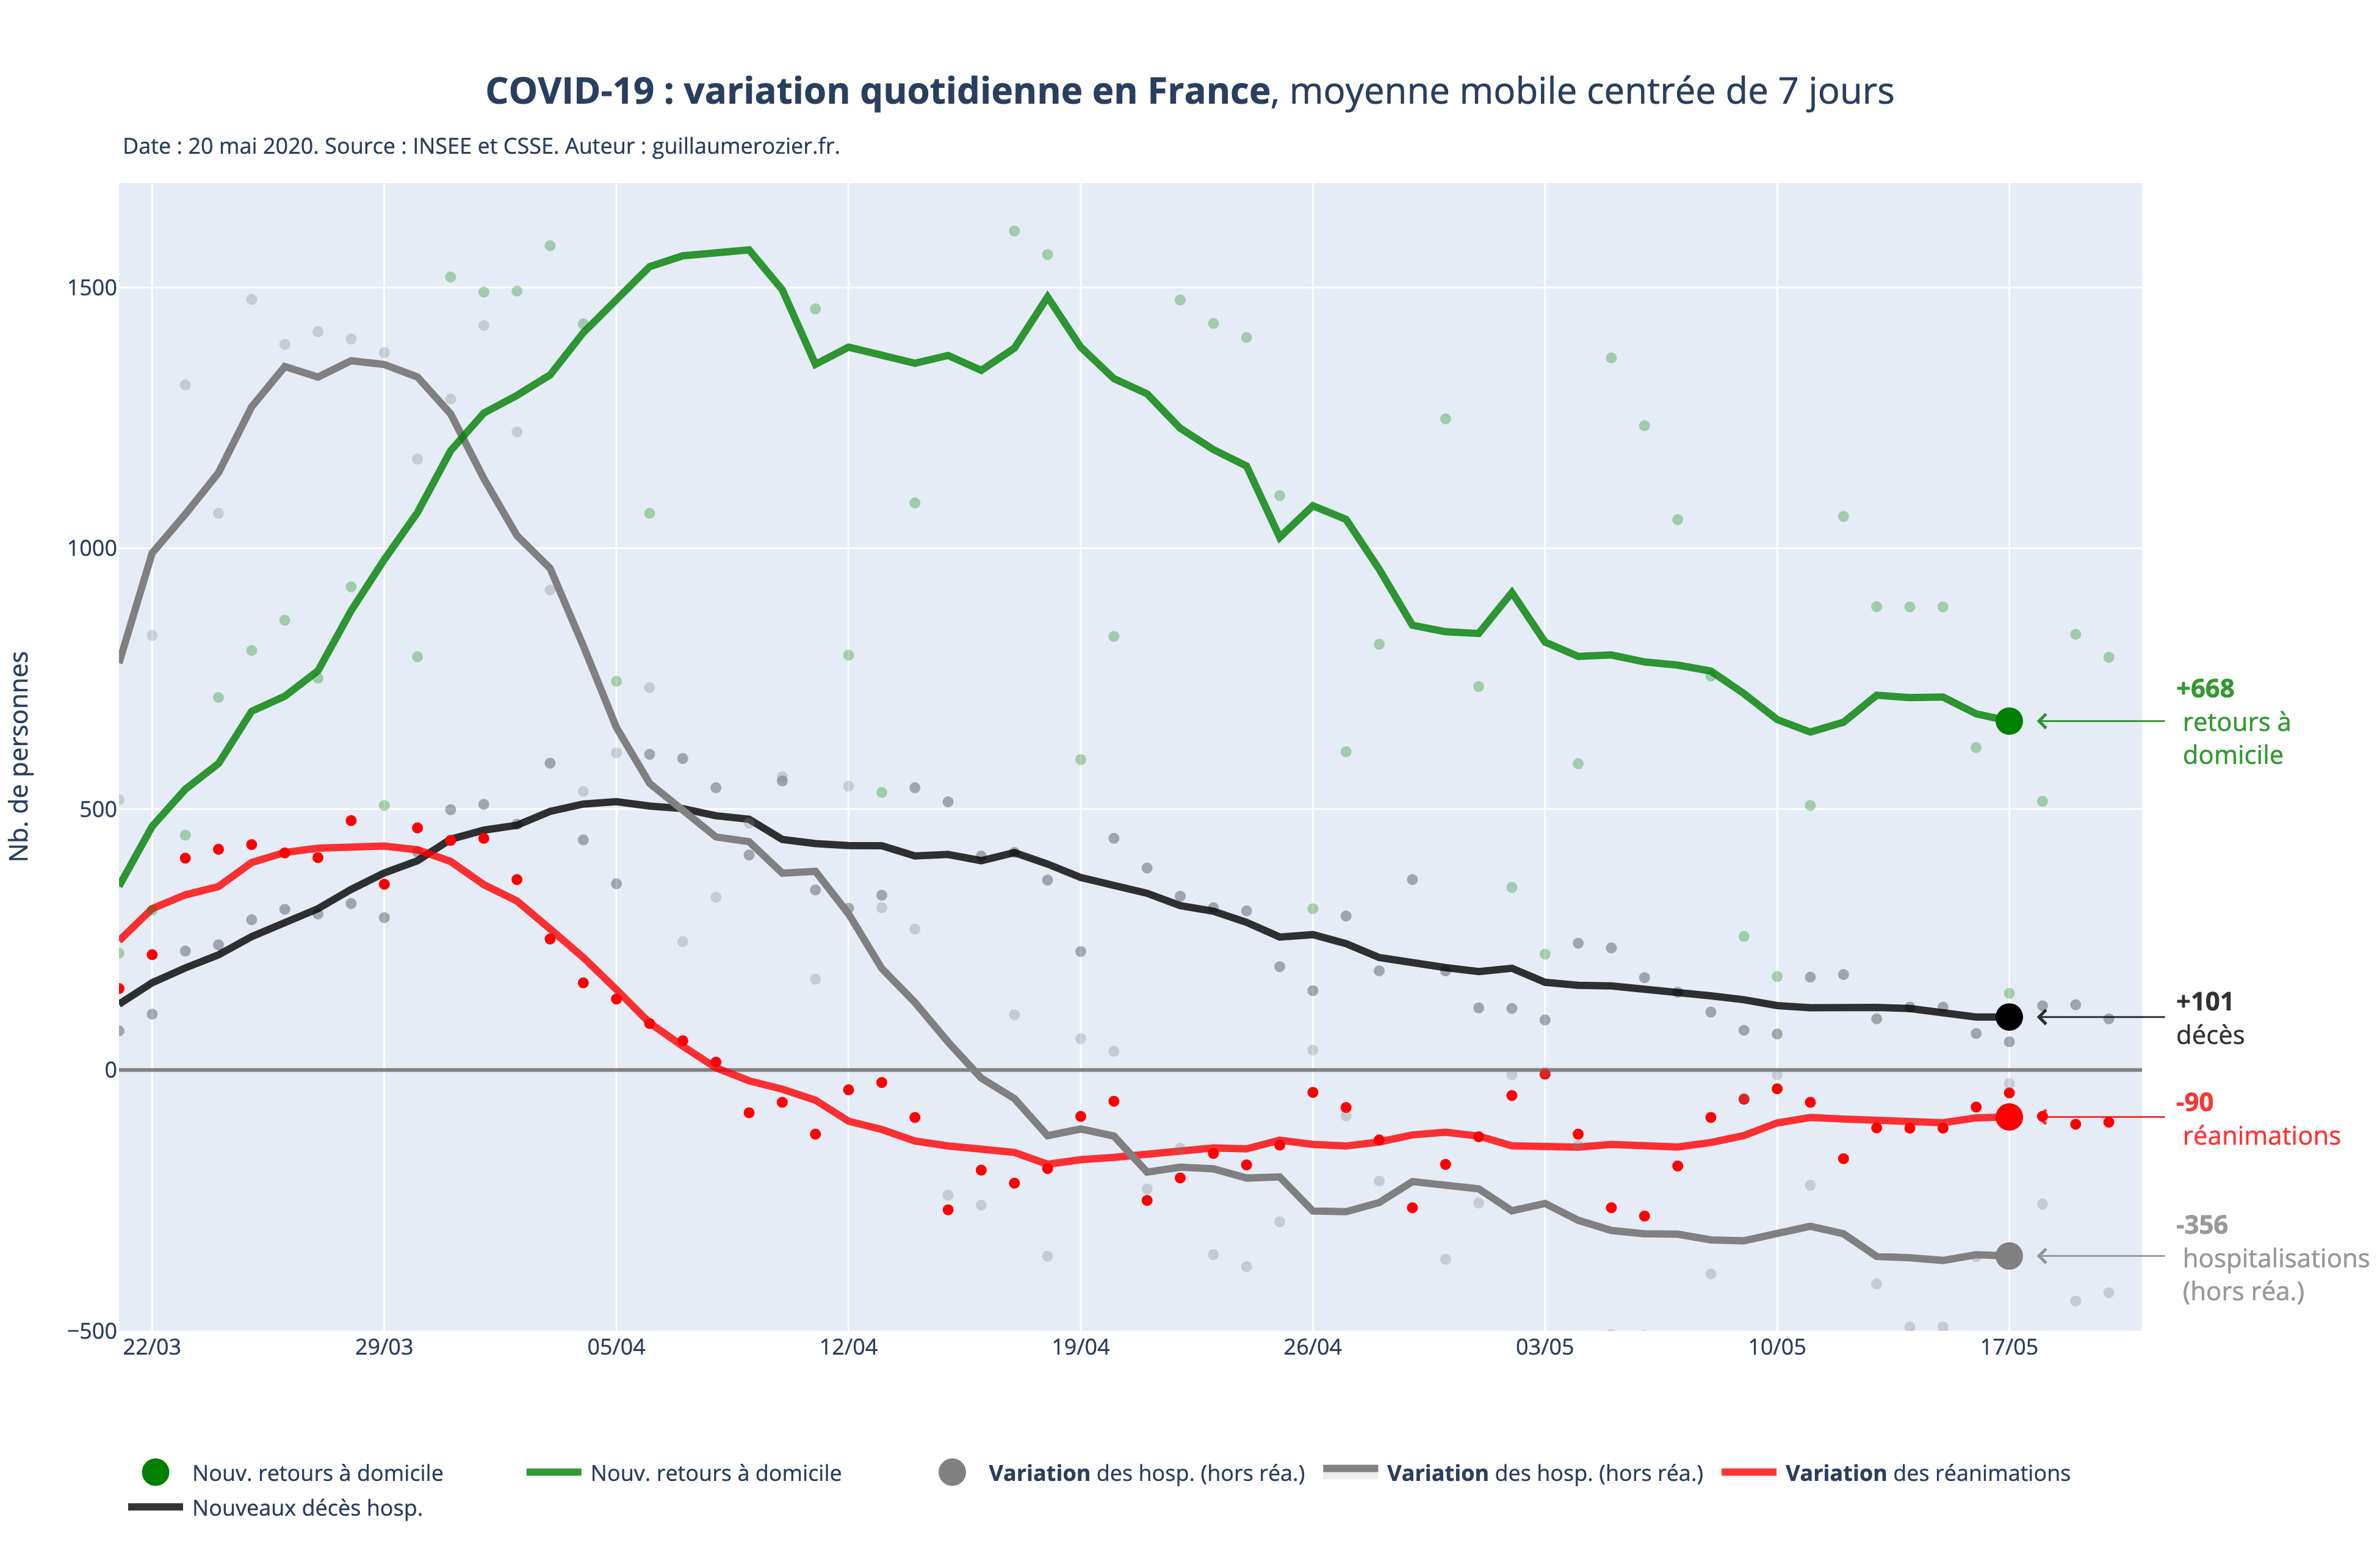 COVID-19 : variation quotidienne en France, moyenne mobile centrée de 7 jours
Date : 20 mai 2020. Source : INSEE et CSSE. Auteur : guillaumerozier.fr.
Nb. de personnes
1500
1000
500
0
−500
22/03
29/03
05/04
12/04
19/04
26/04
03/05
10/05
17/05
+668
retours à
domicile
+101
décès
-90
réanimations
-356
hospitalisations
(hors réa.)
Nouv. retours à domicile
Nouv. retours à domicile
Variation des hosp. (hors réa.)
Variation des hosp. (hors réa.)
Variation des réanimations
Nouveaux décès hosp.